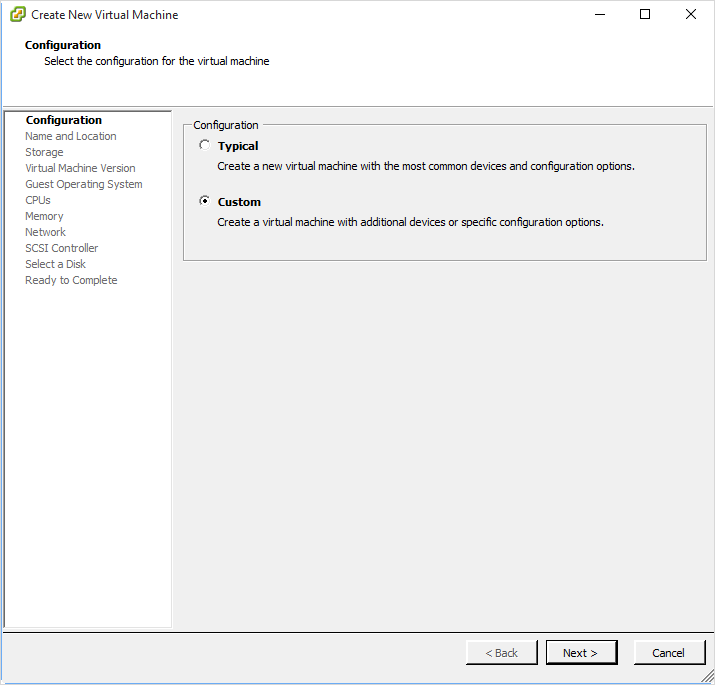 Create New Virtual Machine
Configuration
Select the configuration for the virtual machine
Configuration
Name and Location
Storage
Virtual Machine Version
Guest Operating System
CPUs
Memory
Network
SCSI Controller
Select a Disk
Ready to Complete
Configuration
Typical
Create a new virtual machine with the most common devices and configuration options.
Custom
Create a virtual machine with additional devices or specific configuration options.
< Back
Next >
Cancel